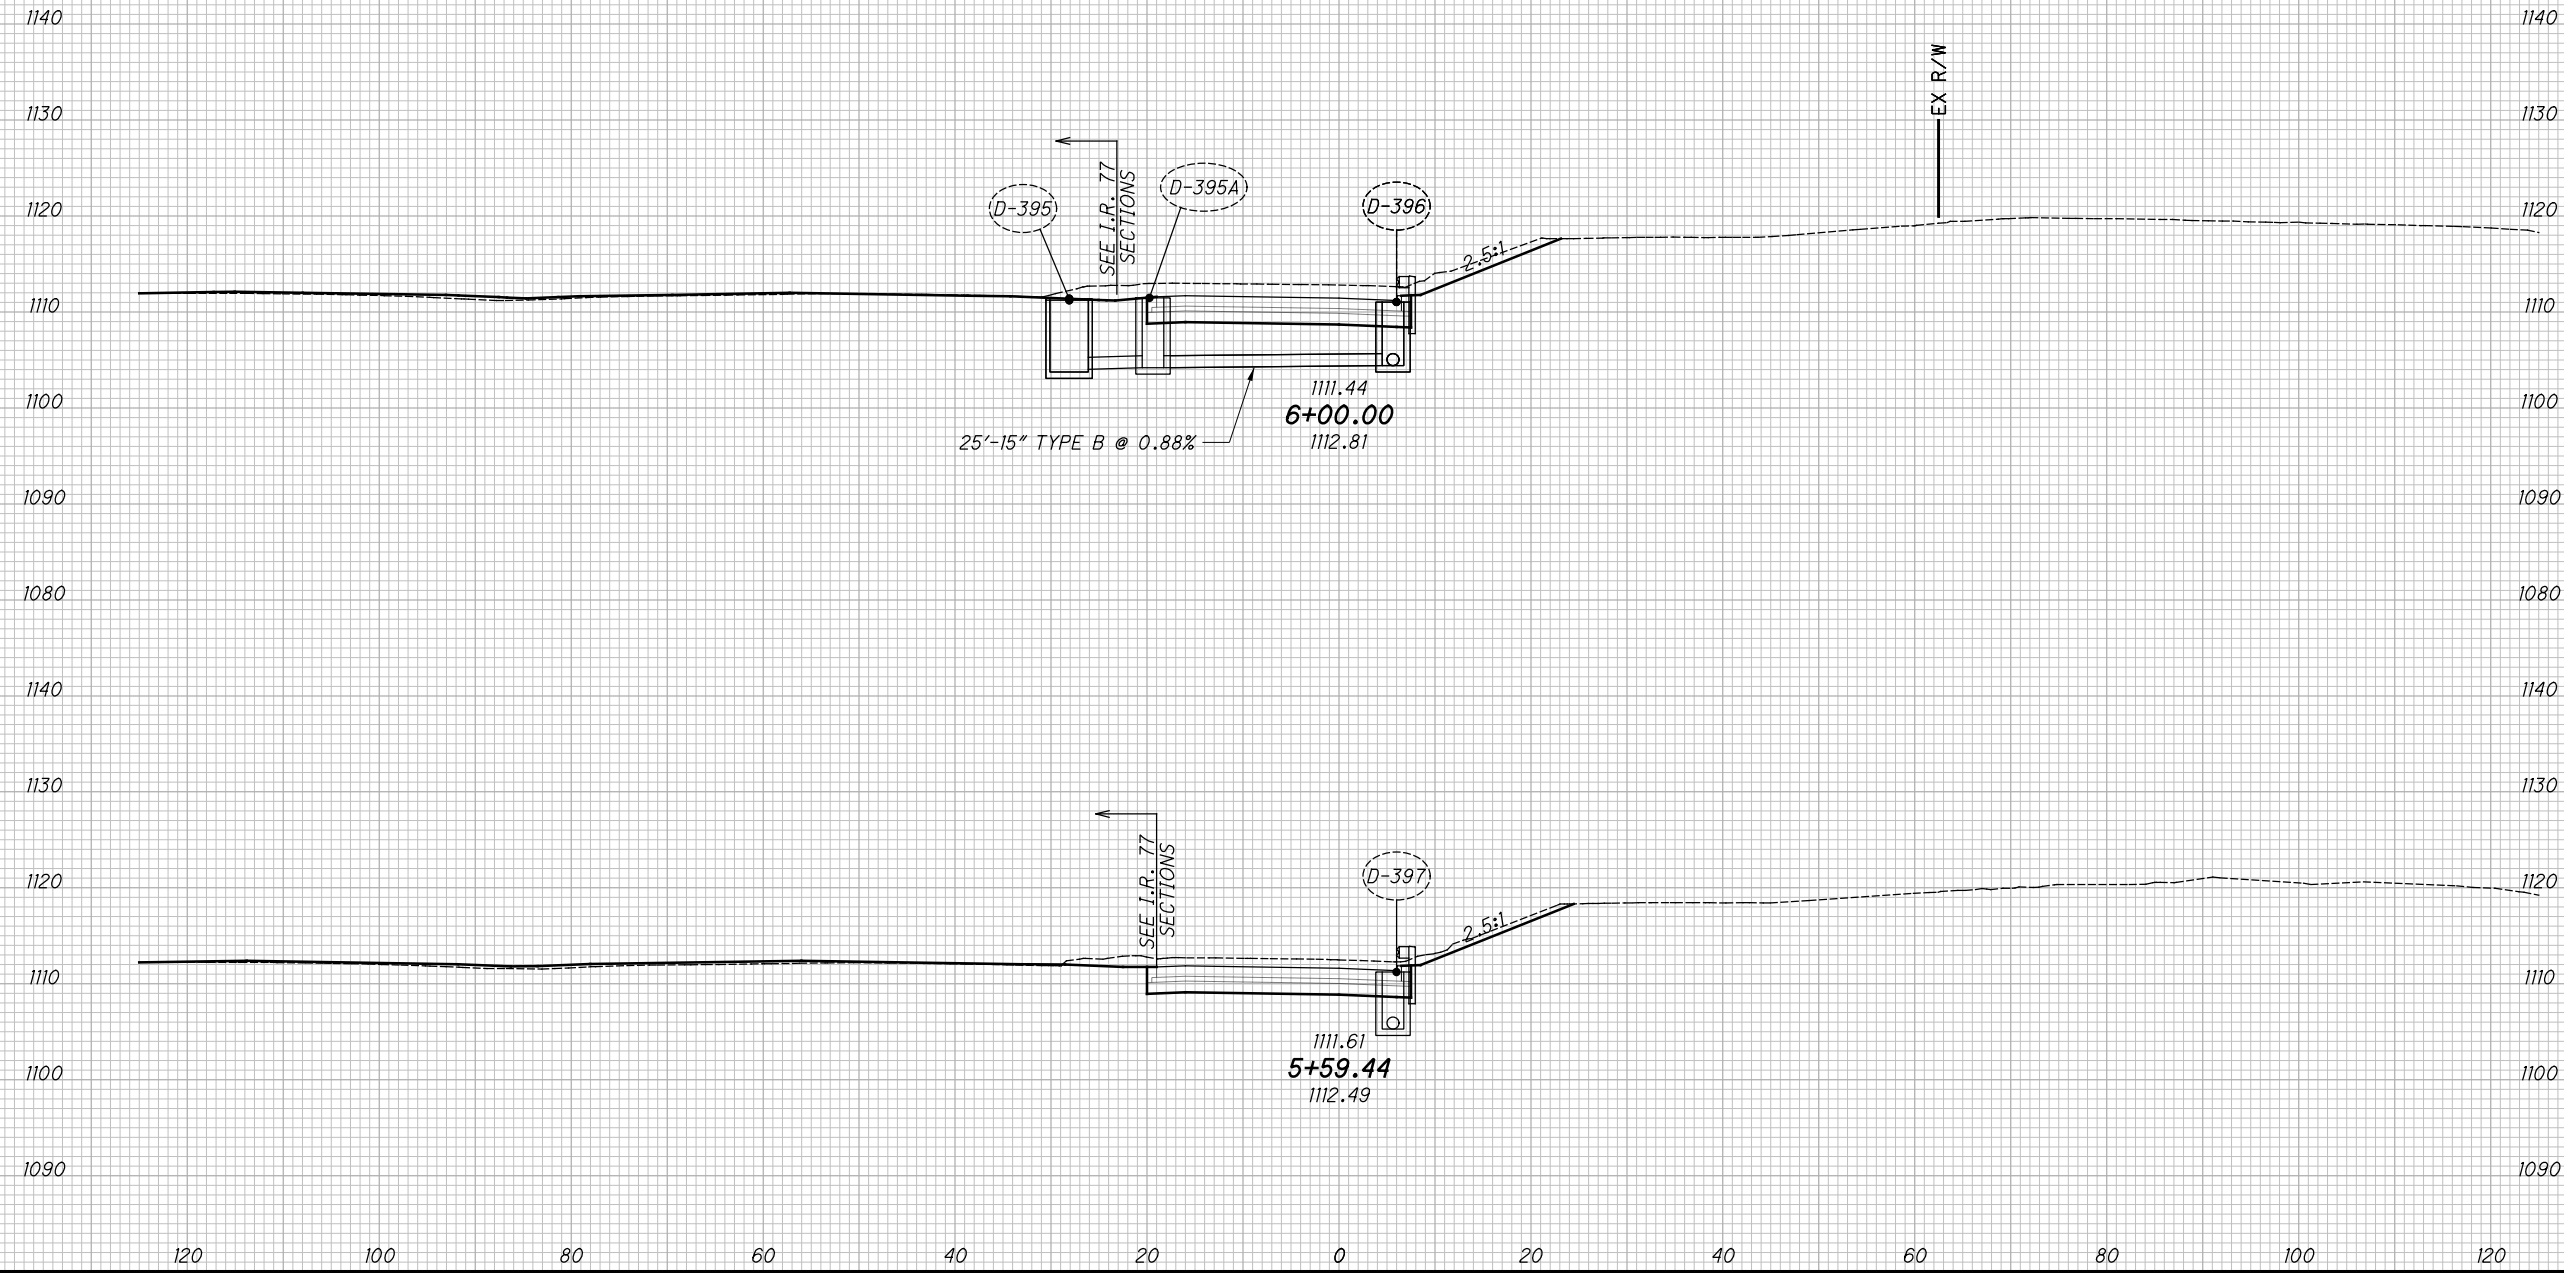 1140 1140
EX R/W
1130 1130
SEE I.R. 77
SECTIONS
D-395 D-395A D-396
1120 1120
2.5:1
1110 1110
1111.44
1100 6+00.00 1100
25'-15" TYPE B @ 0.88% 1112.81
1090 1090
1080 1080
1140 1140
1130 1130
SEE I.R. 77
SECTIONS
D-397
1120 1120
2.5:1
1110 1110
1111.61
1100 5+59.44 1100
1112.49
1090 1090
120 100 80 60 40 20 0 20 40 60 80 100 120